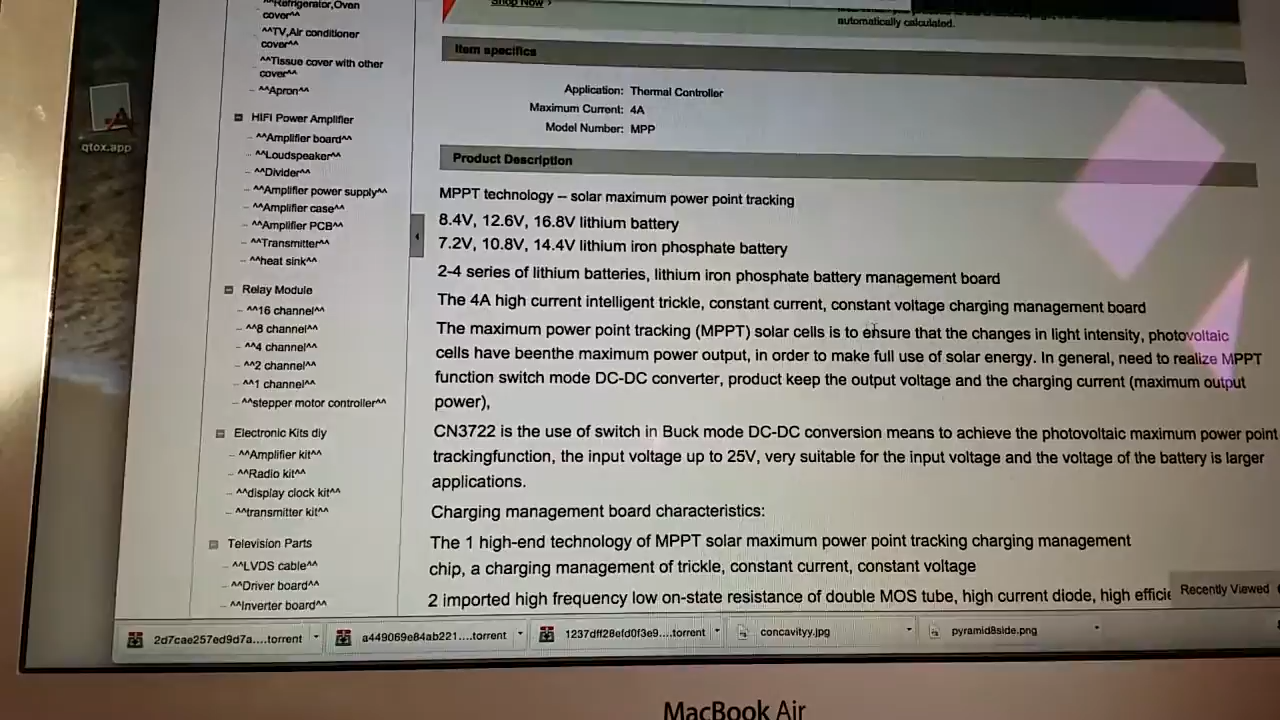 Shop Now ›
automatically calculated.
^^Refrigerator,Oven
cover^^
^^TV,Air conditioner
cover^^
^^Tissue cover with other
cover^^
^^Apron^^
HIFI Power Amplifier
^^Amplifier board^^
^^Loudspeaker^^
^^Divider^^
^^Amplifier power supply^^
^^Amplifier case^^
^^Amplifier PCB^^
^^Transmitter^^
^^heat sink^^
Relay Module
^^16 channel^^
^^8 channel^^
^^4 channel^^
^^2 channel^^
^^1 channel^^
^^stepper motor controller^^
Electronic Kits diy
^^Amplifier kit^^
^^Radio kit^^
^^display clock kit^^
^^transmitter kit^^
Television Parts
^^LVDS cable^^
^^Driver board^^
^^Inverter board^^
qtox.app
Item specifics
Application: Thermal Controller
Maximum Current: 4A
Model Number: MPP
Product Description
MPPT technology -- solar maximum power point tracking
8.4V, 12.6V, 16.8V lithium battery
7.2V, 10.8V, 14.4V lithium iron phosphate battery
2-4 series of lithium batteries, lithium iron phosphate battery management board
The 4A high current intelligent trickle, constant current, constant voltage charging management board
The maximum power point tracking (MPPT) solar cells is to ensure that the changes in light intensity, photovoltaic
cells have beenthe maximum power output, in order to make full use of solar energy. In general, need to realize MPPT
function switch mode DC-DC converter, product keep the output voltage and the charging current (maximum output
power),
CN3722 is the use of switch in Buck mode DC-DC conversion means to achieve the photovoltaic maximum power point
trackingfunction, the input voltage up to 25V, very suitable for the input voltage and the voltage of the battery is larger
applications.
Charging management board characteristics:
The 1 high-end technology of MPPT solar maximum power point tracking charging management
chip, a charging management of trickle, constant current, constant voltage
2 imported high frequency low on-state resistance of double MOS tube, high current diode, high efficie
Recently Viewed
2d7cae257ed9d7a....torrent
a449069e84ab221....torrent
1237dff28efd0f3e9....torrent
concavityy.jpg
pyramid8side.png
MacBook Air